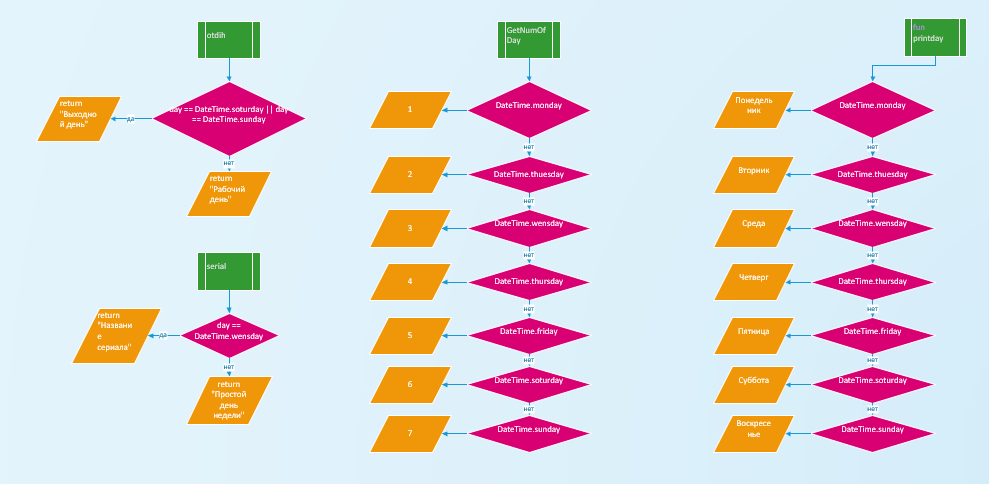 otdih
day == DateTime.soturday || day
== DateTime.sunday
да
return
"Выходно
й день"
нет
return
"Рабочий
день"
serial
day ==
DateTime.wensday
да
return
"Названи
е
сериала"
нет
return
"Простой
день
недели"
GetNumOf
Day
DateTime.monday
1
нет
DateTime.thuesday
2
нет
DateTime.wensday
3
нет
DateTime.thursday
4
нет
DateTime.friday
5
нет
DateTime.soturday
6
нет
DateTime.sunday
7
fun
printday
DateTime.monday
Понедель
ник
нет
DateTime.thuesday
Вторник
нет
DateTime.wensday
Среда
нет
DateTime.thursday
Четверг
нет
DateTime.friday
Пятница
нет
DateTime.soturday
Суббота
нет
DateTime.sunday
Воскресе
нье